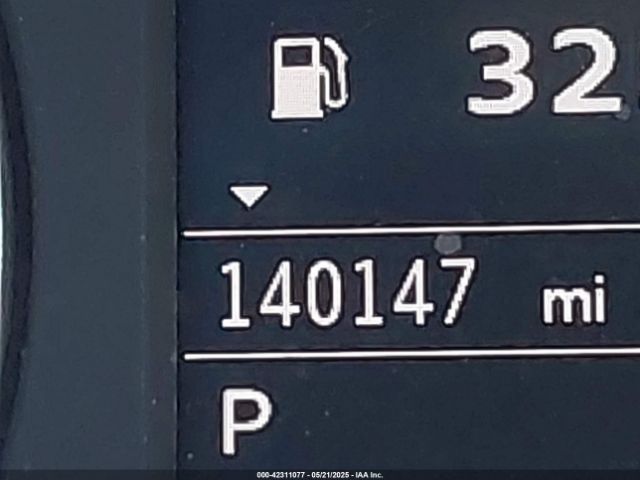 32
140147 mi
P
000-42311077 - 05/21/2025 - IAA Inc.